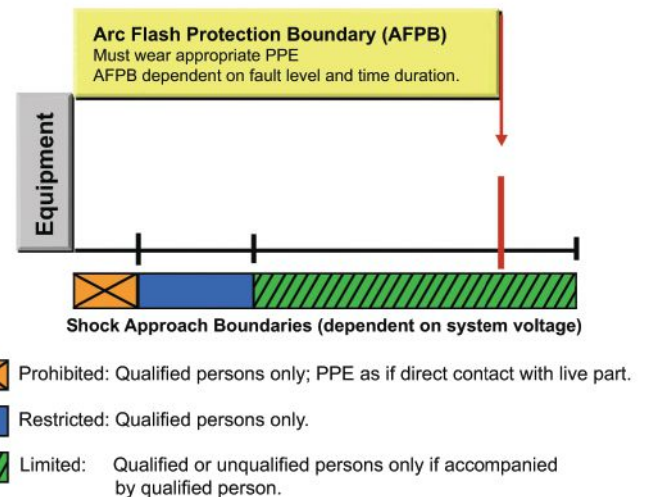 Arc Flash Protection Boundary (AFPB)
Must wear appropriate PPE
AFPB dependent on fault level and time duration.
Equipment
Shock Approach Boundaries (dependent on system voltage)
Prohibited: Qualified persons only; PPE as if direct contact with live part.
Restricted: Qualified persons only.
Limited: Qualified or unqualified persons only if accompanied
by qualified person.